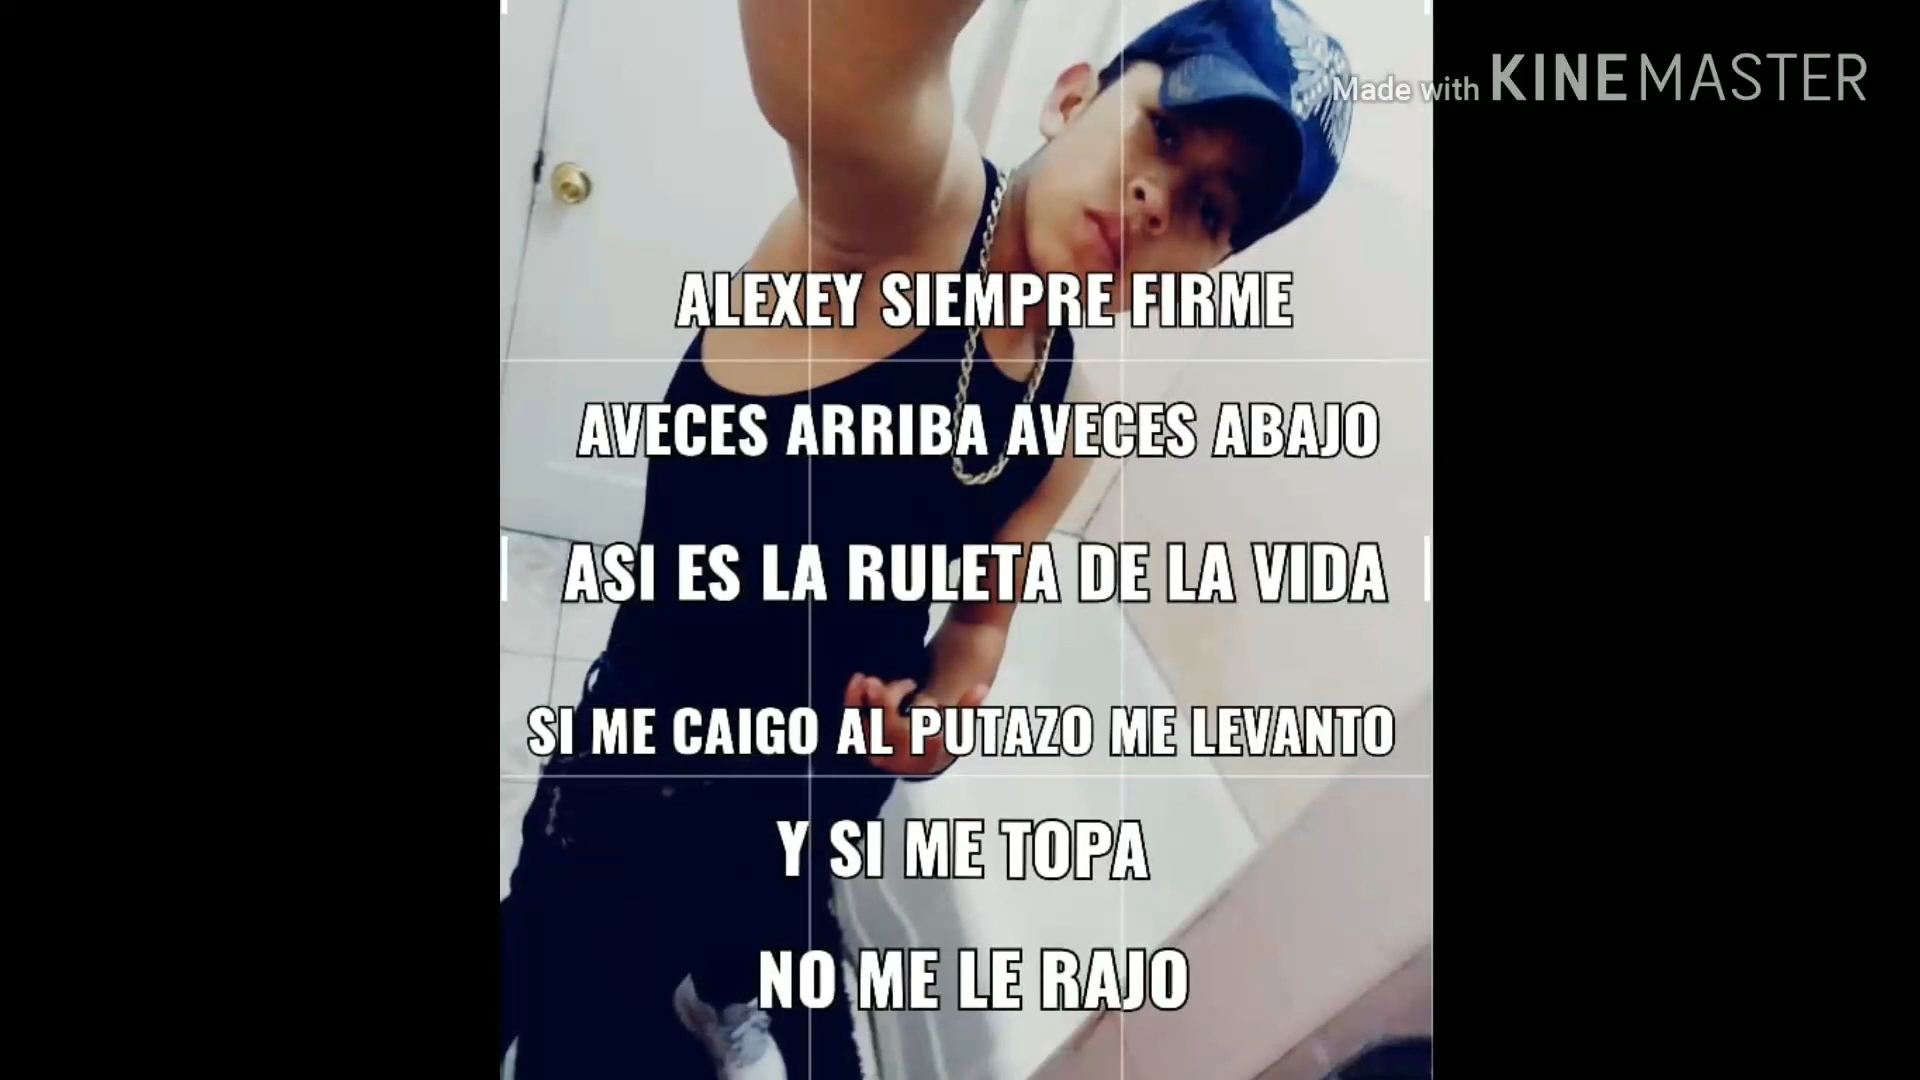 Made with KINEMASTER
ALEXEY SIEMPRE FIRME
AVECES ARRIBA AVECES ABAJO
ASI ES LA RULETA DE LA VIDA
SI ME CAIGO AL PUTAZO ME LEVANTO
Y SI ME TOPA
NO ME LE RAJO